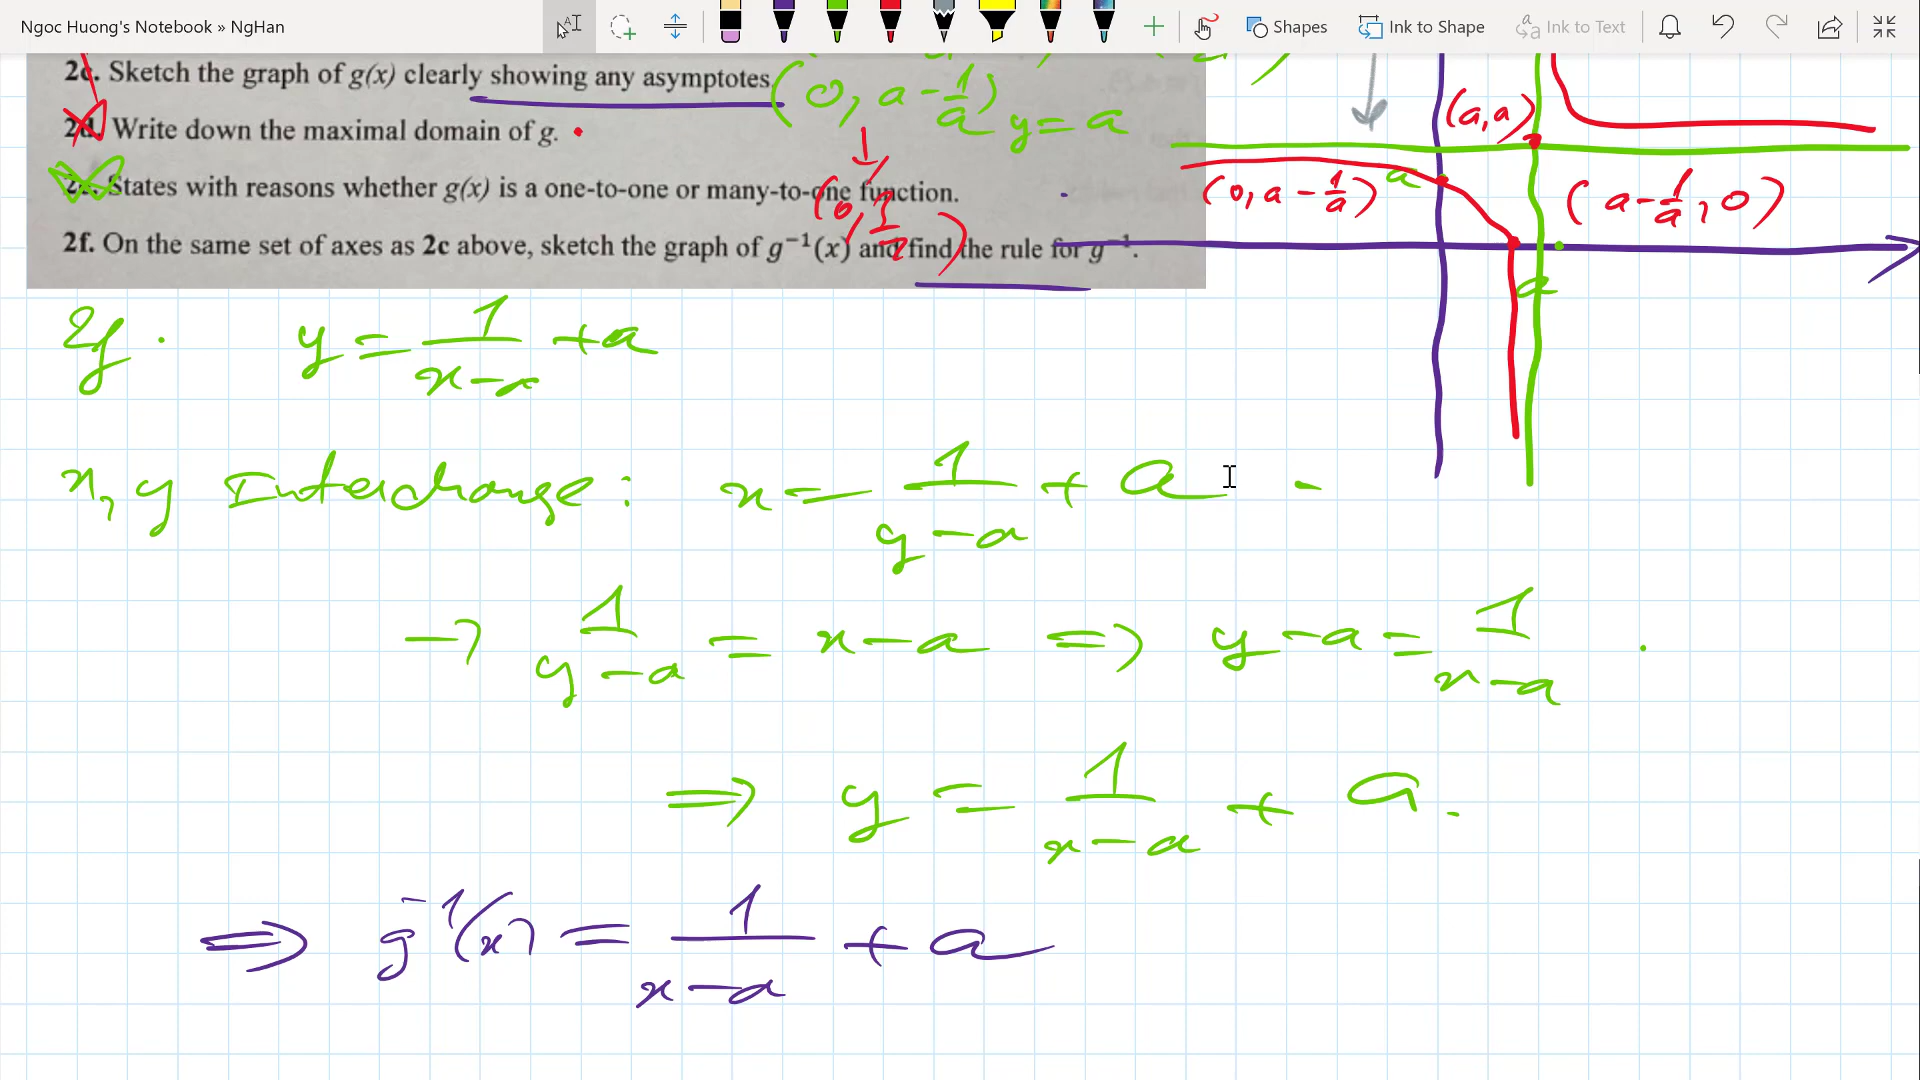 Ngoc Huong's Notebook » NgHan
Shapes
Ink to Shape
Ink to Text
2c. Sketch the graph of g(x) clearly showing any asymptotes
(0, a - 1/a)
y = a
2d. Write down the maximal domain of g.
States with reasons whether g(x) is a one-to-one or many-to-one function.
2f. On the same set of axes as 2c above, sketch the graph of g⁻¹(x) and find the rule for g⁻¹.
(a, a)
(0, a - 1/a)
a
(a - 1/a, 0)
a
2f. y = 1/(x-a) + a
x, y Interchange: x = 1/(y-a) + a
→ 1/(y-a) = x-a ⇒ y-a = 1/(x-a)
⇒ y = 1/(x-a) + a.
⇒ g⁻¹(x) = 1/(x-a) + a